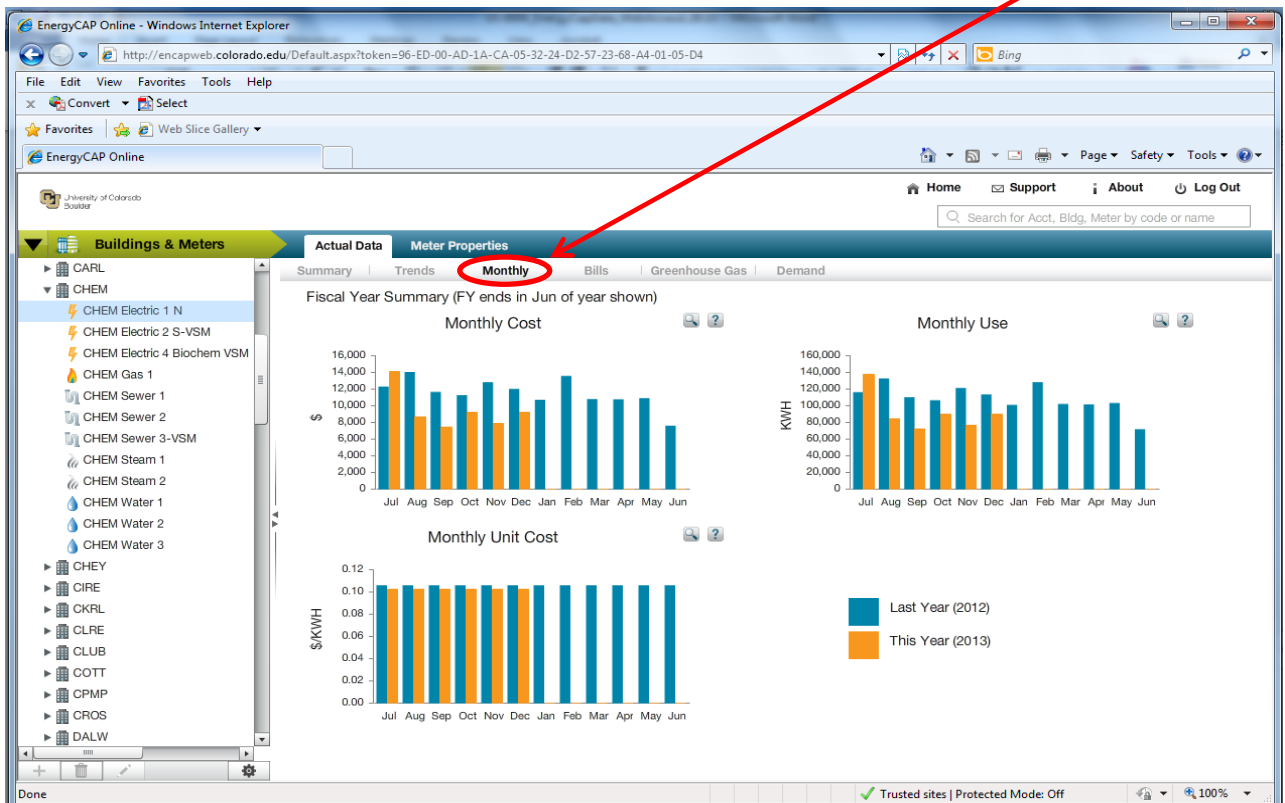 EnergyCAP Online - Windows Internet Explorer
http://encapweb.colorado.edu/Default.aspx?token=96-ED-00-AD-1A-CA-05-32-24-D2-57-23-68-A4-01-05-D4
Bing
File Edit View Favorites Tools Help
x Convert Select
Favorites Web Slice Gallery
EnergyCAP Online
Page Safety Tools
University of Colorado
Boulder
Home Support About Log Out
Search for Acct, Bldg, Meter by code or name
Buildings & Meters
Actual Data Meter Properties
Summary Trends Monthly Bills Greenhouse Gas Demand
CARL
CHEM
CHEM Electric 1 N
CHEM Electric 2 S-VSM
CHEM Electric 4 Biochem VSM
CHEM Gas 1
CHEM Sewer 1
CHEM Sewer 2
CHEM Sewer 3-VSM
CHEM Steam 1
CHEM Steam 2
CHEM Water 1
CHEM Water 2
CHEM Water 3
CHEY
CIRE
CKRL
CLRE
CLUB
COTT
CPMP
CROS
DALW
Fiscal Year Summary (FY ends in Jun of year shown)
Monthly Cost
16,000
14,000
12,000
10,000
8,000
6,000
4,000
2,000
0
$
Jul Aug Sep Oct Nov Dec Jan Feb Mar Apr May Jun
Monthly Use
160,000
140,000
120,000
100,000
80,000
60,000
40,000
20,000
0
KWH
Jul Aug Sep Oct Nov Dec Jan Feb Mar Apr May Jun
Monthly Unit Cost
0.12
0.10
0.08
0.06
0.04
0.02
0.00
$/KWH
Jul Aug Sep Oct Nov Dec Jan Feb Mar Apr May Jun
Last Year (2012)
This Year (2013)
Done
Trusted sites | Protected Mode: Off
100%